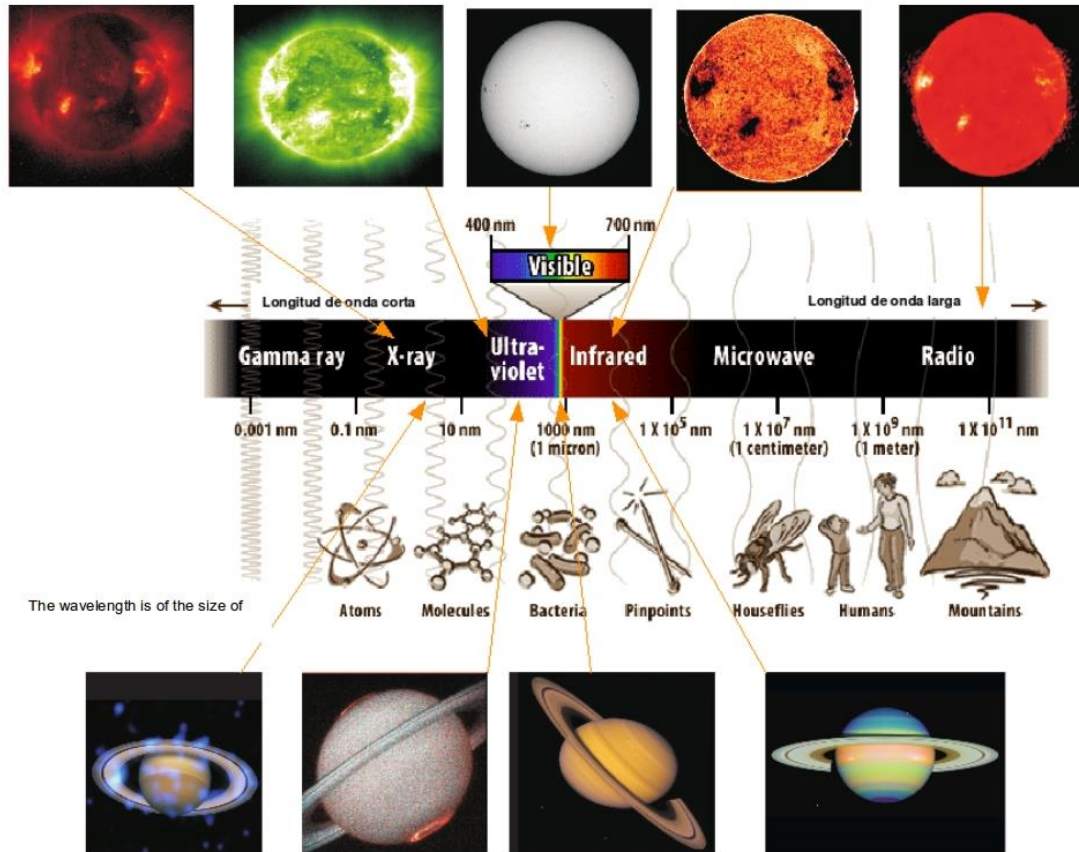 400 nm
700 nm
Visible
Longitud de onda corta
Longitud de onda larga
Gamma ray
X-ray
Ultra-
violet
Infrared
Microwave
Radio
0.001 nm
0.1 nm
10 nm
1000 nm
(1 micron)
1 X 10⁵ nm
1 X 10⁷ nm
(1 centimeter)
1 X 10⁹ nm
(1 meter)
1 X 10¹¹ nm
The wavelength is of the size of
Atoms
Molecules
Bacteria
Pinpoints
Houseflies
Humans
Mountains